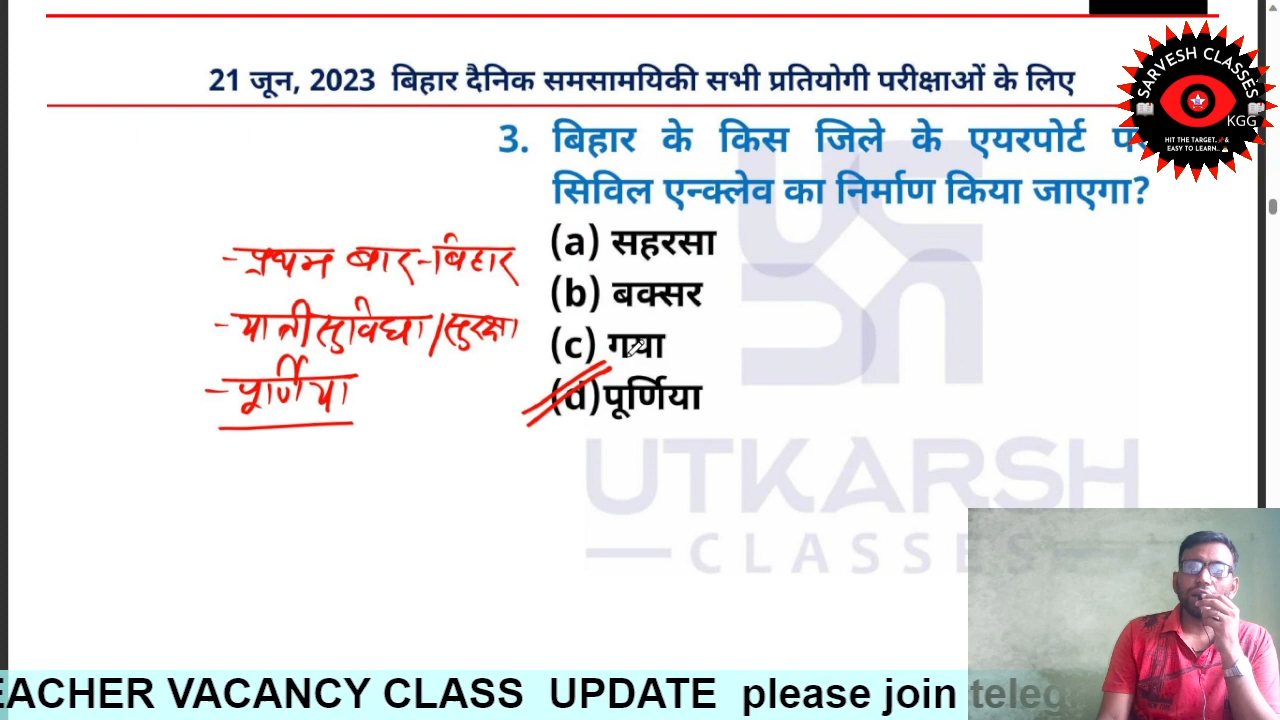 21 जून, 2023 बिहार दैनिक समसामयिकी सभी प्रतियोगी परीक्षाओं के लिए
SARVESH CLASSES
KGG
HIT THE TARGET. &
EASY TO LEARN..
3. बिहार के किस जिले के एयरपोर्ट पर
सिविल एन्क्लेव का निर्माण किया जाएगा?
(a) सहरसा
(b) बक्सर
(c) गया
(d)पूर्णिया
-प्रथम बार-बिहार
-यात्रीसुविधा/सुरक्षा
-पूर्णिया
UTKARSH
CLASSES
EACHER VACANCY CLASS UPDATE please join teleg